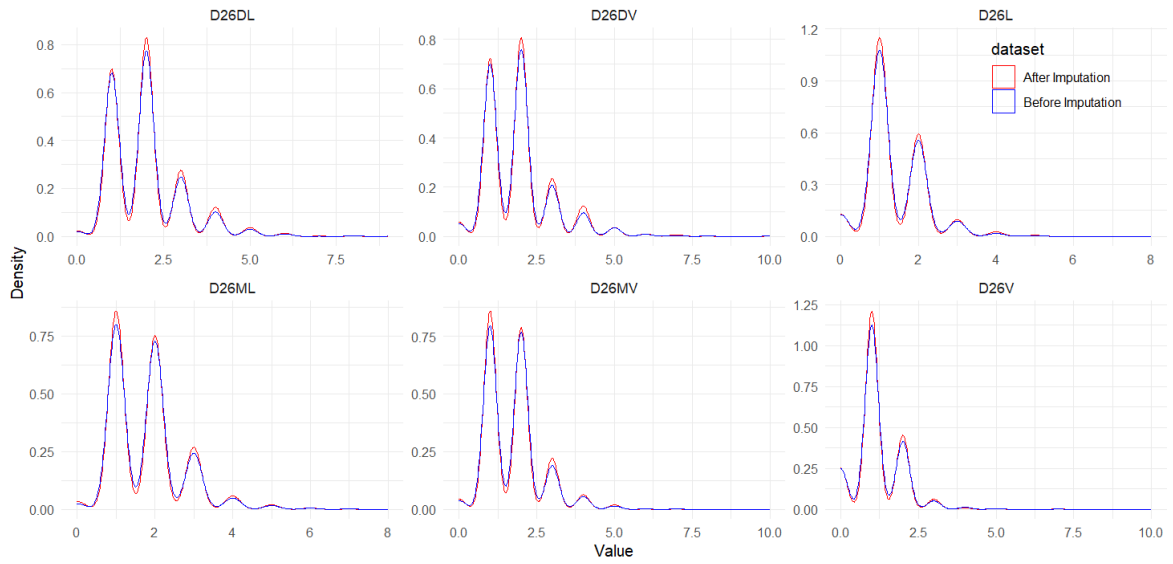 D26DL
D26DV
D26L
0.8
0.6
0.4
0.2
0.0
0.0 2.5 5.0 7.5
0.8
0.6
0.4
0.2
0.0
0.0 2.5 5.0 7.5 10.0
1.2
0.9
0.6
0.3
0.0
0 2 4 6 8
dataset
After Imputation
Before Imputation
Density
D26ML
D26MV
D26V
0.75
0.50
0.25
0.00
0 2 4 6 8
0.75
0.50
0.25
0.00
0.0 2.5 5.0 7.5 10.0
1.25
1.00
0.75
0.50
0.25
0.00
0.0 2.5 5.0 7.5 10.0
Value